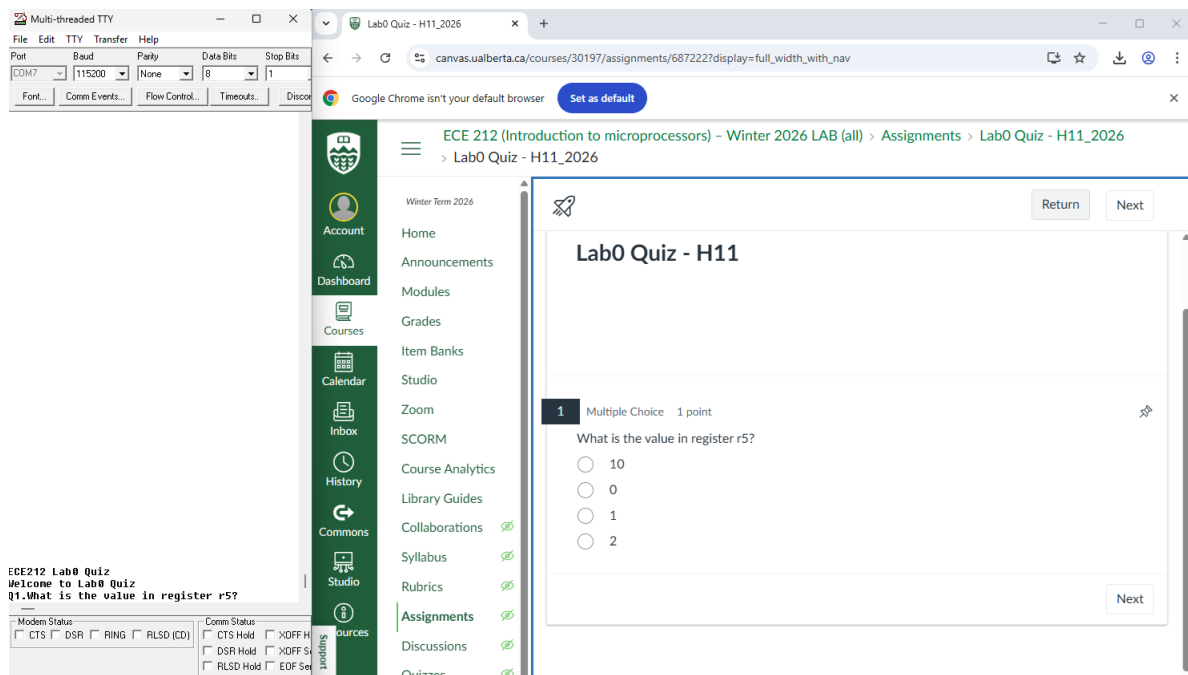 Multi-threaded TTY
File Edit TTY Transfer Help
Port Baud Parity Data Bits Stop Bits
COM7 115200 None 8 1
Font... Comm Events... Flow Control... Timeouts.. Discor
CTS DSR RING RLSD (CD)
ECE212 Lab0 Quiz
Welcome to Lab0 Quiz
Q1.What is the value in register r5?
Modem Status
Comm Status
CTS Hold XOFF H
DSR Hold XOFF S
RLSD Hold EOF Ser
Lab0 Quiz - H11_2026
canvas.ualberta.ca/courses/30197/assignments/687222?display=full_width_with_nav
Google Chrome isn't your default browser Set as default
ECE 212 (Introduction to microprocessors) – Winter 2026 LAB (all) > Assignments > Lab0 Quiz - H11_2026
> Lab0 Quiz - H11_2026
Account
Dashboard
Courses
Calendar
Inbox
History
Commons
Studio
ources
Support
Winter Term 2026
Home
Announcements
Modules
Grades
Item Banks
Studio
Zoom
SCORM
Course Analytics
Library Guides
Collaborations
Syllabus
Rubrics
Assignments
Discussions
Quizzes
Return Next
Lab0 Quiz - H11
1 Multiple Choice 1 point
What is the value in register r5?
10
0
1
2
Next